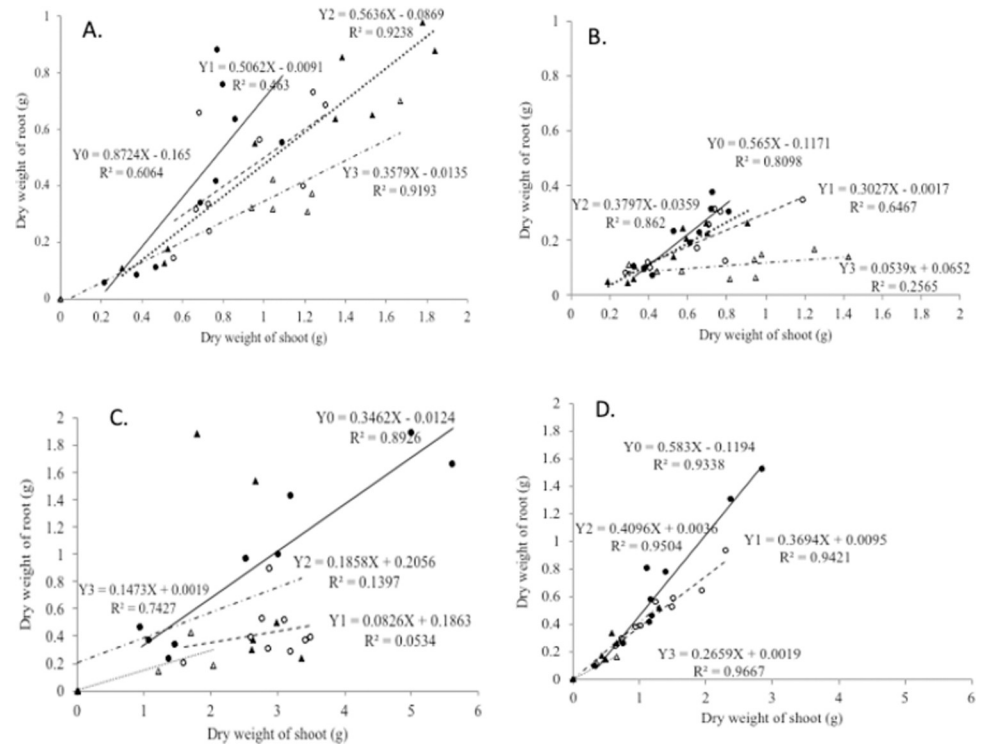 A.
Y2 = 0.5636X - 0.0869
R² = 0.9238
Y1 = 0.5062X - 0.0091
R² = 0.463
Y0 = 0.8724X - 0.165
R² = 0.6064
Y3 = 0.3579X - 0.0135
R² = 0.9193
1
0.8
0.6
0.4
0.2
0
Dry weight of root (g)
0 0.2 0.4 0.6 0.8 1 1.2 1.4 1.6 1.8 2
Dry weight of shoot (g)
B.
Y0 = 0.565X - 0.1171
R² = 0.8098
Y2 = 0.3797X- 0.0359
R² = 0.862
Y1 = 0.3027X - 0.0017
R² = 0.6467
Y3 = 0.0539x + 0.0652
R² = 0.2565
1
0.8
0.6
0.4
0.2
0
Dry weight of root (g)
0 0.2 0.4 0.6 0.8 1 1.2 1.4 1.6 1.8 2
Dry weight of shoot (g)
C.
Y0 = 0.3462X - 0.0124
R² = 0.8926
Y2 = 0.1858X + 0.2056
R² = 0.1397
Y3 = 0.1473X + 0.0019
R² = 0.7427
Y1 = 0.0826X + 0.1863
R² = 0.0534
2
1.8
1.6
1.4
1.2
1
0.8
0.6
0.4
0.2
0
Dry weight of root (g)
0 1 2 3 4 5 6
Dry weight of shoot (g)
D.
Y0 = 0.583X - 0.1194
R² = 0.9338
Y2 = 0.4096X + 0.0036
R² = 0.9504
Y1 = 0.3694X + 0.0095
R² = 0.9421
Y3 = 0.2659X + 0.0019
R² = 0.9667
2
1.8
1.6
1.4
1.2
1
0.8
0.6
0.4
0.2
0
Dry weight of root (g)
0 1 2 3 4 5 6
Dry weight of shoot (g)